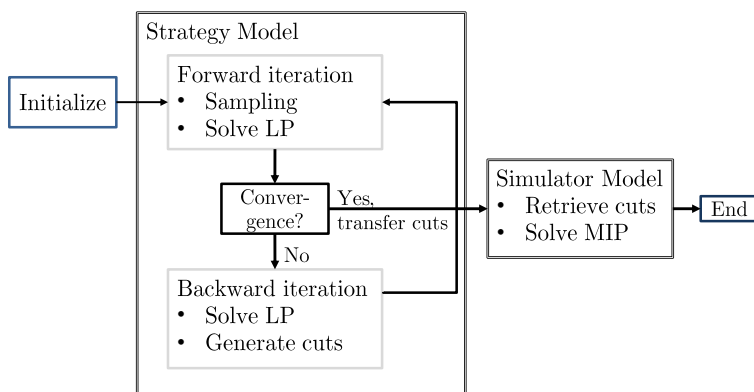 Strategy Model
Initialize
Forward iteration
• Sampling
• Solve LP
Conver-
gence?
Yes,
transfer cuts
No
Backward iteration
• Solve LP
• Generate cuts
Simulator Model
• Retrieve cuts
• Solve MIP
End